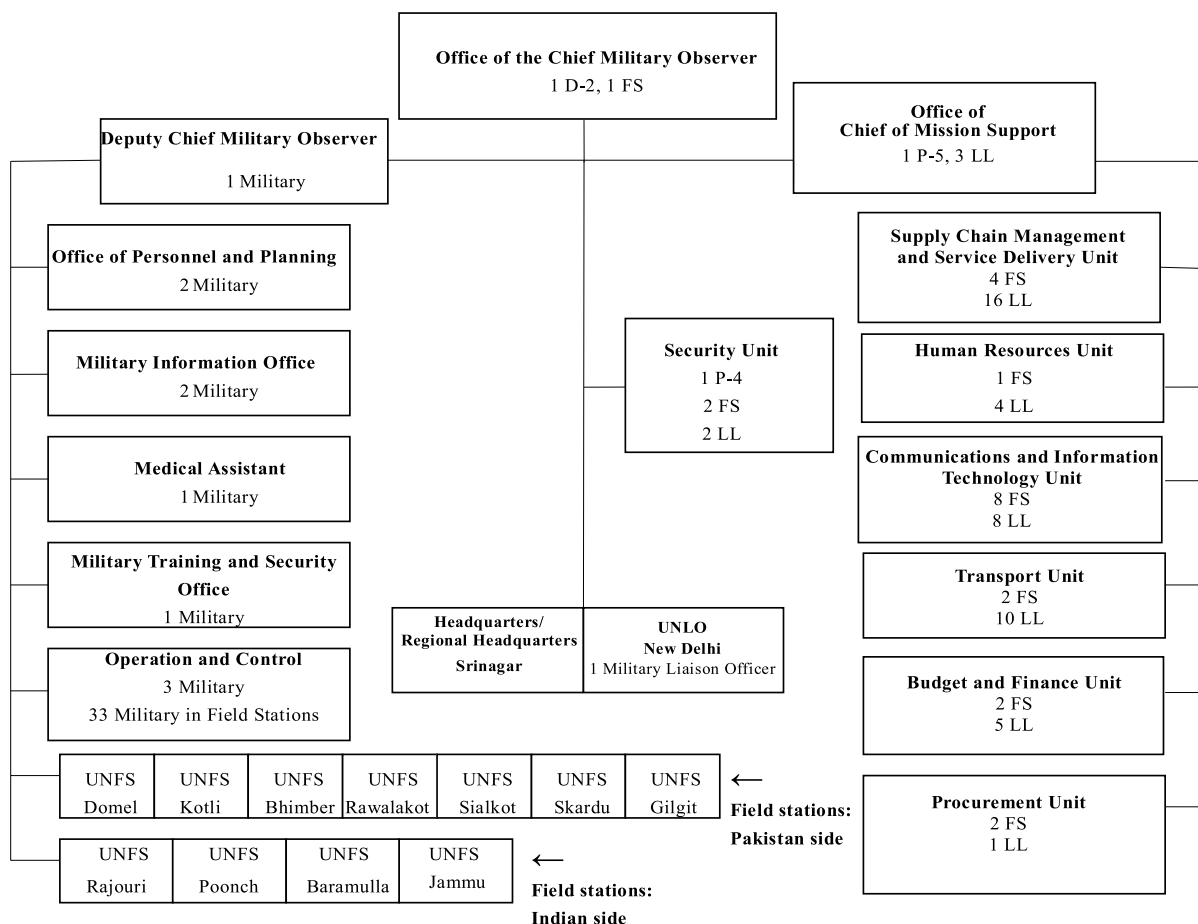 Office of the Chief Military Observer
1 D-2, 1 FS
Deputy Chief Military Observer
1 Military
Office of
Chief of Mission Support
1 P-5, 3 LL
Office of Personnel and Planning
2 Military
Military Information Office
2 Military
Medical Assistant
1 Military
Military Training and Security
Office
1 Military
Operation and Control
3 Military
33 Military in Field Stations
Security Unit
1 P-4
2 FS
2 LL
Headquarters/
Regional Headquarters
Srinagar
UNLO
New Delhi
1 Military Liaison Officer
Supply Chain Management
and Service Delivery Unit
4 FS
16 LL
Human Resources Unit
1 FS
4 LL
Communications and Information
Technology Unit
8 FS
8 LL
Transport Unit
2 FS
10 LL
Budget and Finance Unit
2 FS
5 LL
Procurement Unit
2 FS
1 LL
UNFS
Domel
UNFS
Kotli
UNFS
Bhimber
UNFS
Rawalakot
UNFS
Sialkot
UNFS
Skardu
UNFS
Gilgit
←
Field stations:
Pakistan side
UNFS
Rajouri
UNFS
Poonch
UNFS
Baramulla
UNFS
Jammu
←
Field stations:
Indian side